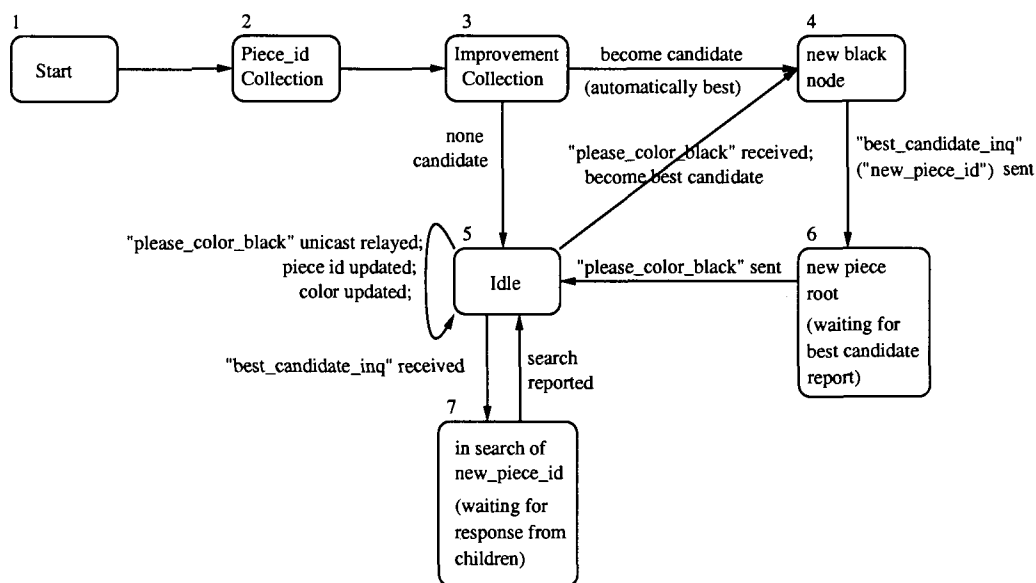 1
Start
2
Piece_id
Collection
3
Improvement
Collection
become candidate
(automatically best)
4
new black
node
none
candidate
"please_color_black" received;
become best candidate
"best_candidate_inq"
("new_piece_id") sent
"please_color_black" unicast relayed;
piece id updated;
color updated;
5
Idle
"please_color_black" sent
6
new piece
root
(waiting for
best candidate
report)
"best_candidate_inq" received
search
reported
7
in search of
new_piece_id
(waiting for
response from
children)